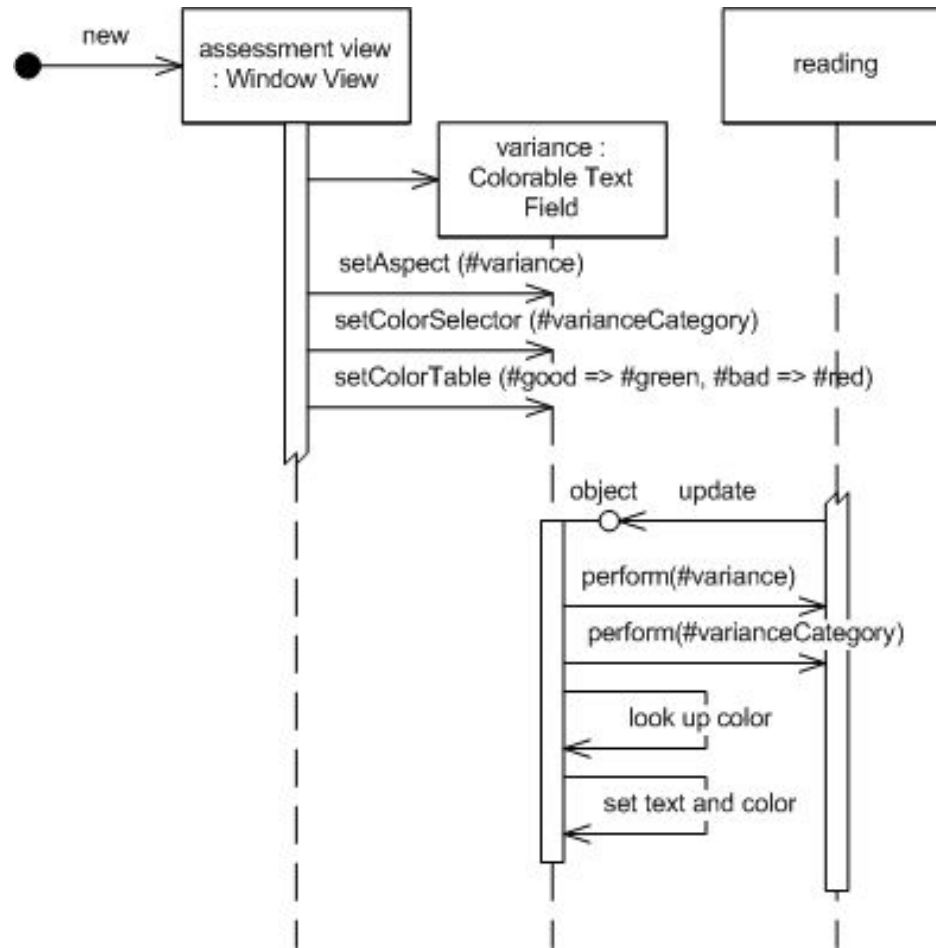 new
assessment view
: Window View
reading
variance :
Colorable Text
Field
setAspect (#variance)
setColorSelector (#varianceCategory)
setColorTable (#good => #green, #bad => #red)
object
update
perform(#variance)
perform(#varianceCategory)
look up color
set text and color